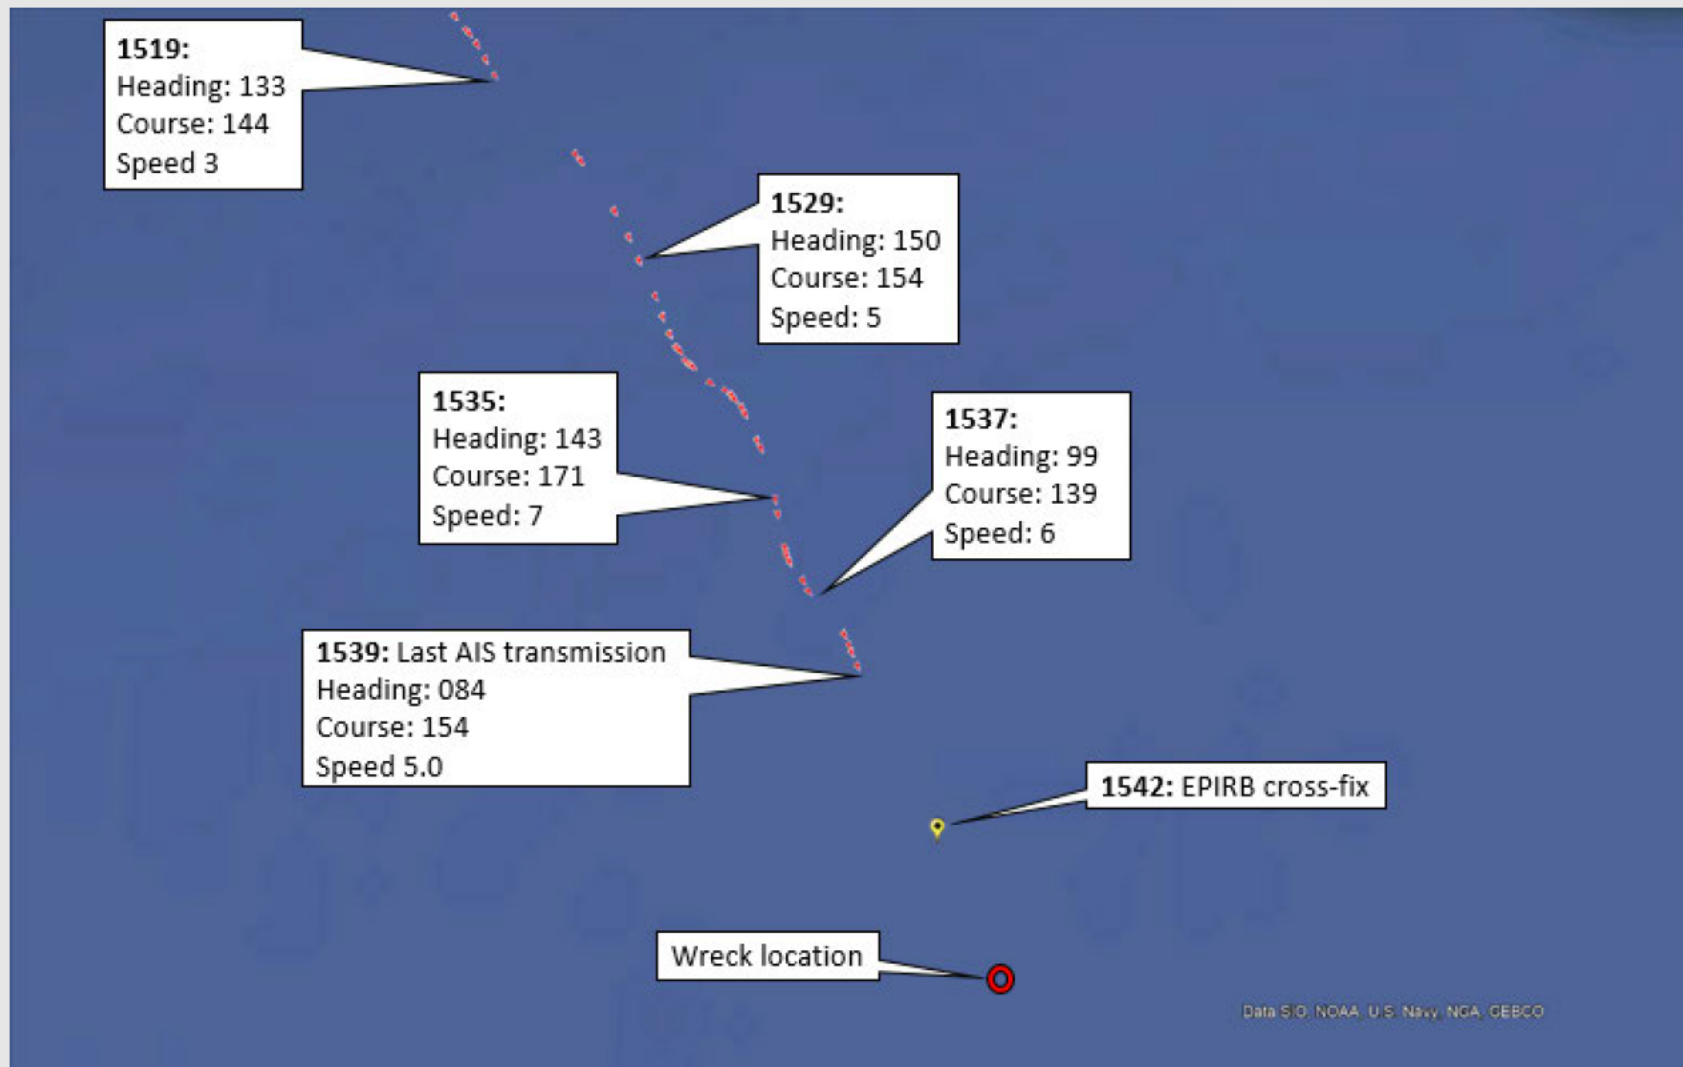 1519:
Heading: 133
Course: 144
Speed 3
1529:
Heading: 150
Course: 154
Speed: 5
1535:
Heading: 143
Course: 171
Speed: 7
1537:
Heading: 99
Course: 139
Speed: 6
1539: Last AIS transmission
Heading: 084
Course: 154
Speed 5.0
1542: EPIRB cross-fix
Wreck location
Data SIO, NOAA, U.S. Navy, NGA, GEBCO